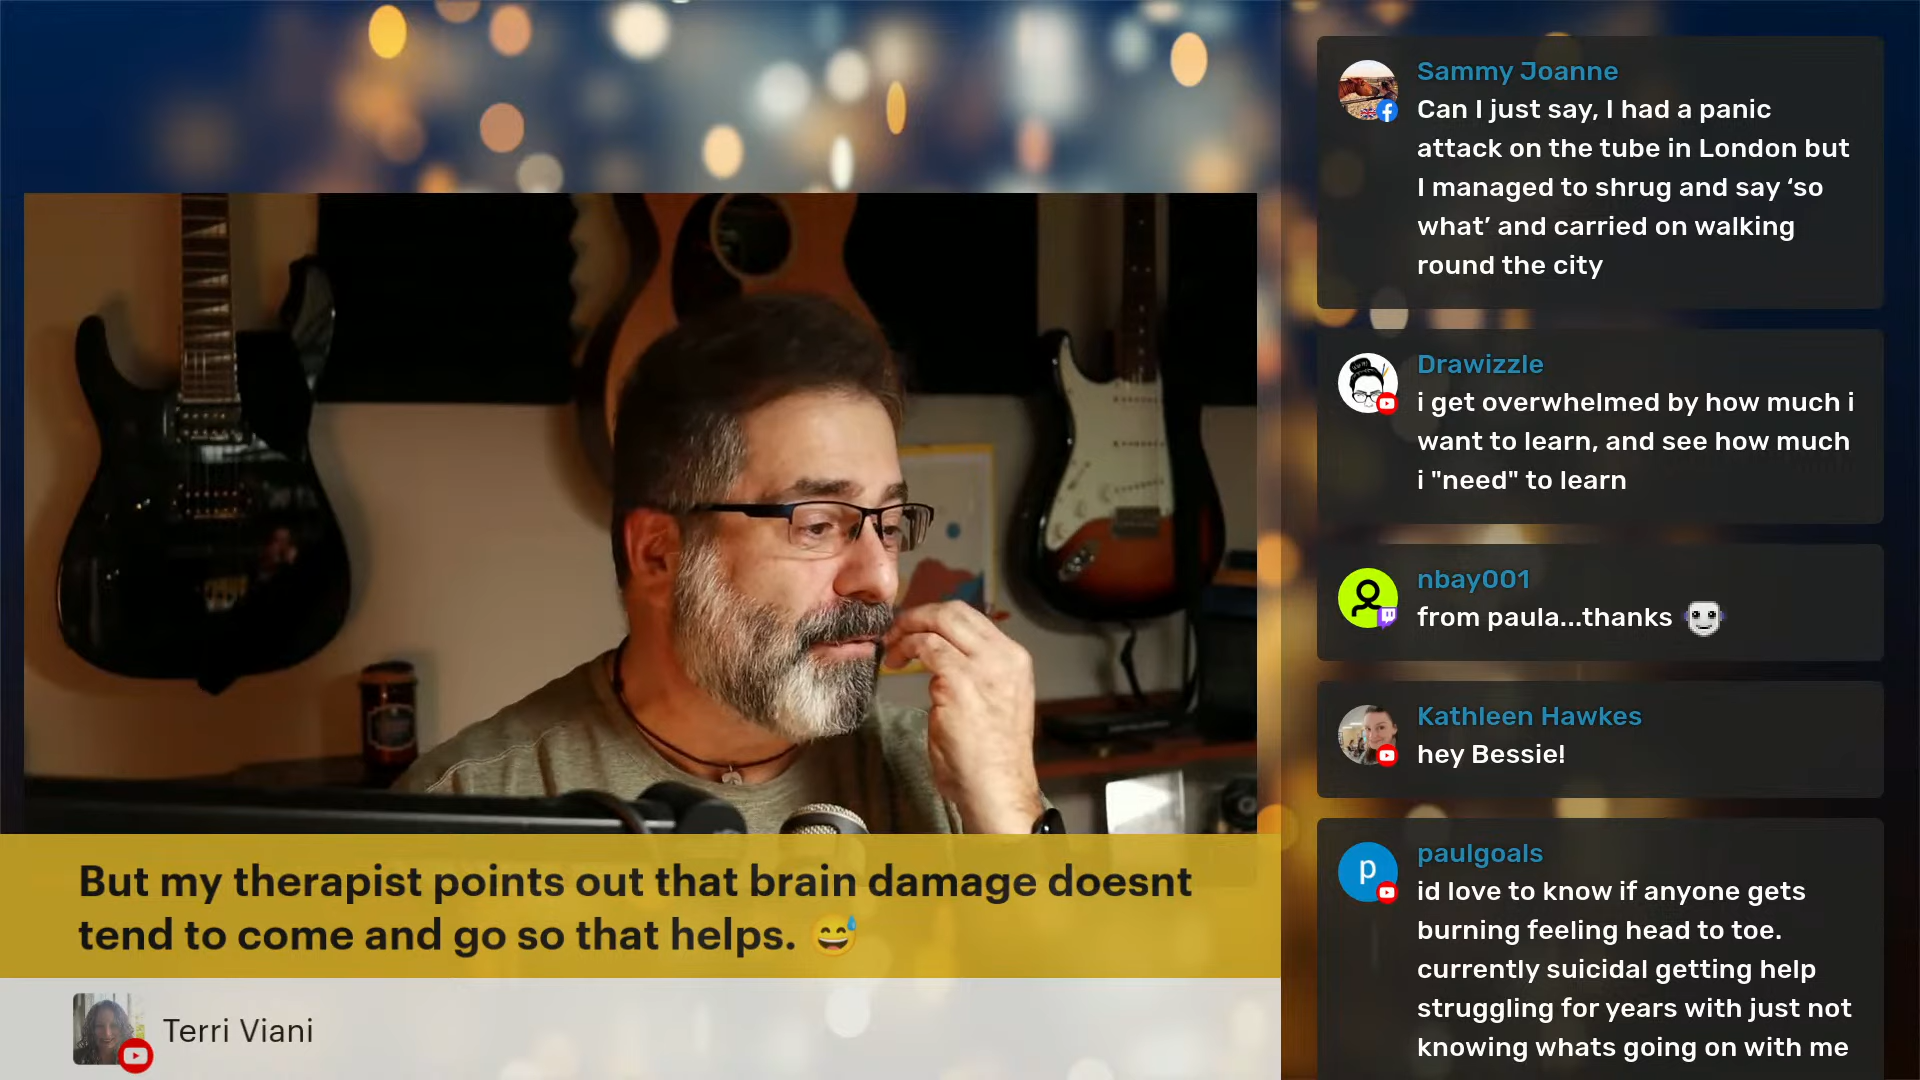 Sammy Joanne
Can I just say, I had a panic
attack on the tube in London but
I managed to shrug and say ‘so
what’ and carried on walking
round the city
Drawizzle
i get overwhelmed by how much i
want to learn, and see how much
i "need" to learn
nbay001
from paula...thanks
Kathleen Hawkes
hey Bessie!
p
paulgoals
id love to know if anyone gets
burning feeling head to toe.
currently suicidal getting help
struggling for years with just not
knowing whats going on with me
But my therapist points out that brain damage doesnt
tend to come and go so that helps. 😅
Terri Viani